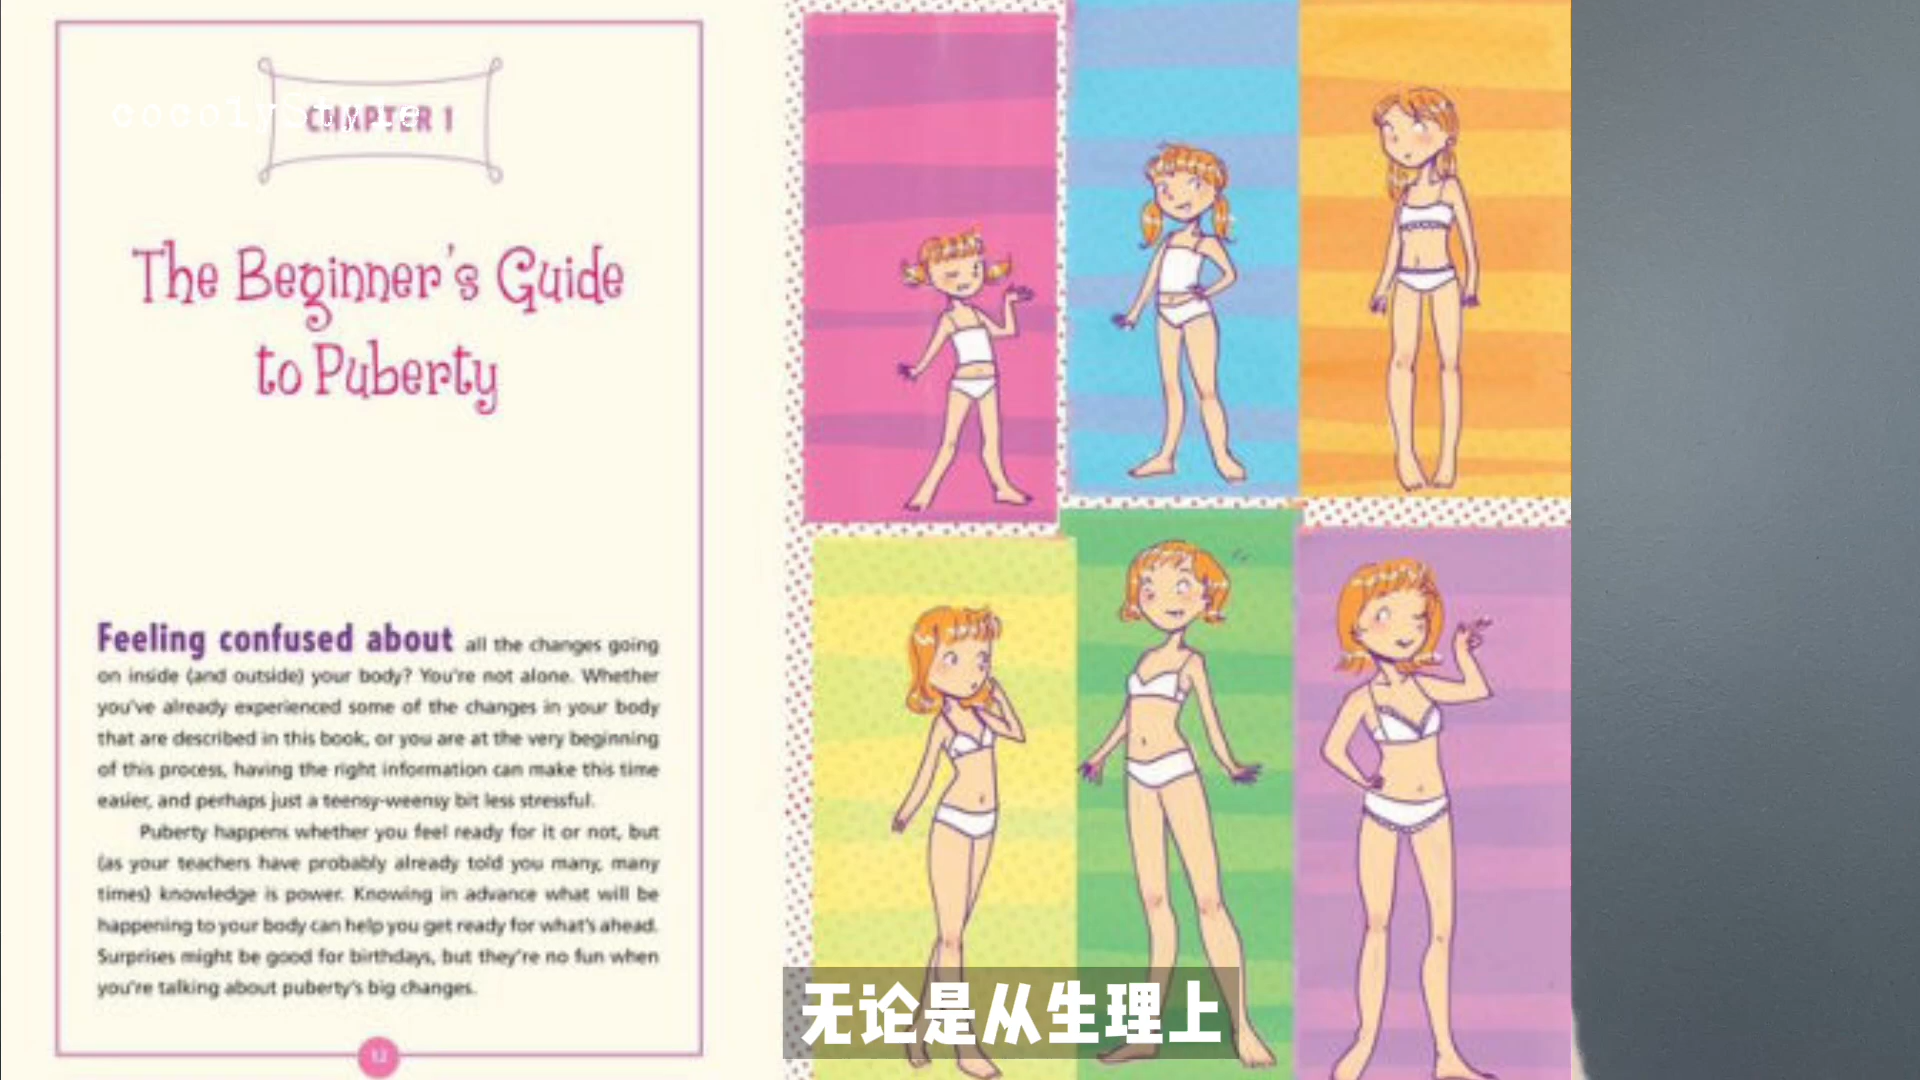 cocolyStyle
CHAPTER 1
The Beginner's Guide
to Puberty
Feeling confused about all the changes going
on inside (and outside) your body? You're not alone. Whether
you've already experienced some of the changes in your body
that are described in this book, or you are at the very beginning
of this process, having the right information can make this time
easier, and perhaps just a teensy-weensy bit less stressful.
Puberty happens whether you feel ready for it or not, but
(as your teachers have probably already told you many, many
times) knowledge is power. Knowing in advance what will be
happening to your body can help you get ready for what's ahead.
Surprises might be good for birthdays, but they're no fun when
you're talking about puberty's big changes.
12
无论是从生理上